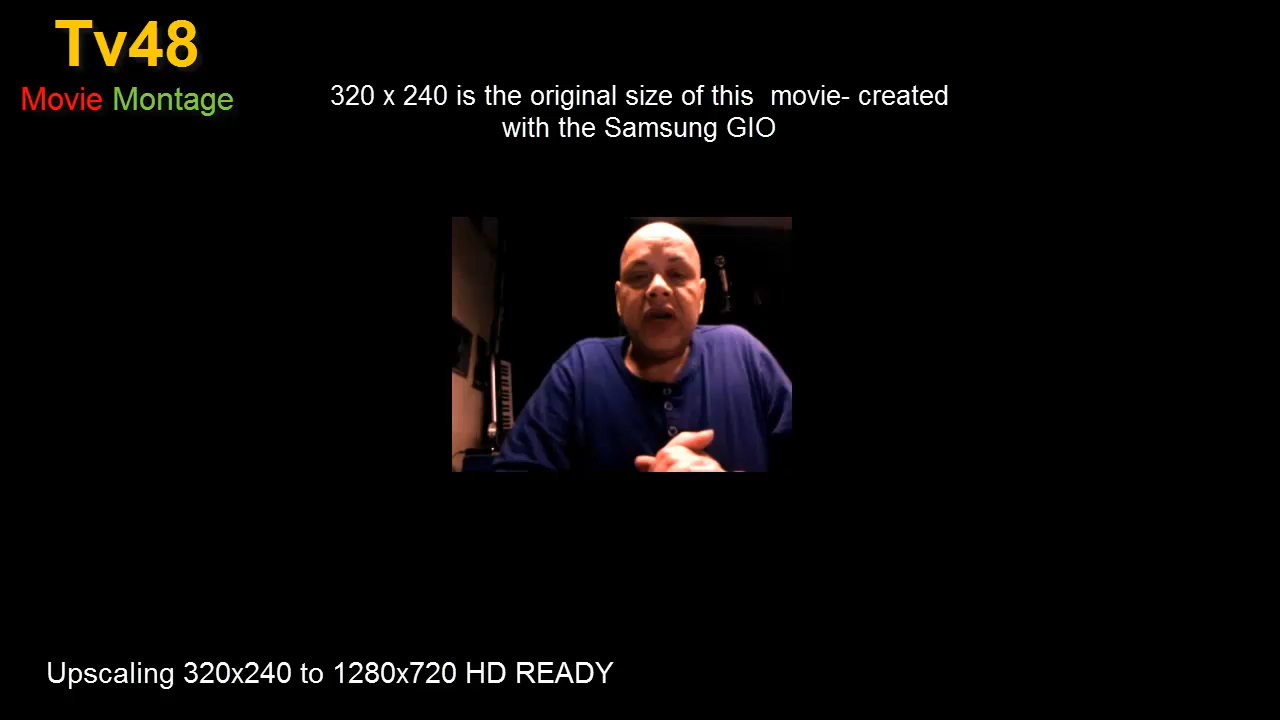 Tv48
Movie Montage
320 x 240 is the original size of this  movie- created
with the Samsung GIO
Upscaling 320x240 to 1280x720 HD READY